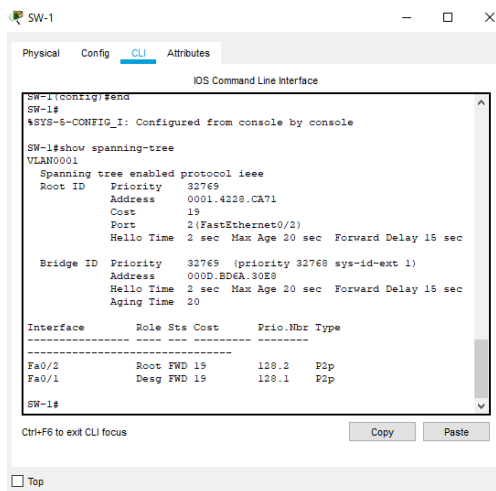 SW-1
Physical Config CLI Attributes
IOS Command Line Interface
SW-1(config)#end
SW-1#
%SYS-5-CONFIG_I: Configured from console by console
SW-1#show spanning-tree
VLAN0001
Spanning tree enabled protocol ieee
Root ID Priority 32769
Address 0001.4228.CA71
Cost 19
Port 2(FastEthernet0/2)
Hello Time 2 sec Max Age 20 sec Forward Delay 15 sec
Bridge ID Priority 32769 (priority 32768 sys-id-ext 1)
Address 000D.BD6A.30E8
Hello Time 2 sec Max Age 20 sec Forward Delay 15 sec
Aging Time 20
Interface Role Sts Cost Prio.Nbr Type
---------------- ---- --- --------- --------
--------------------------------
Fa0/2 Root FWD 19 128.2 P2p
Fa0/1 Desg FWD 19 128.1 P2p
SW-1#
Ctrl+F6 to exit CLI focus Copy Paste
Top